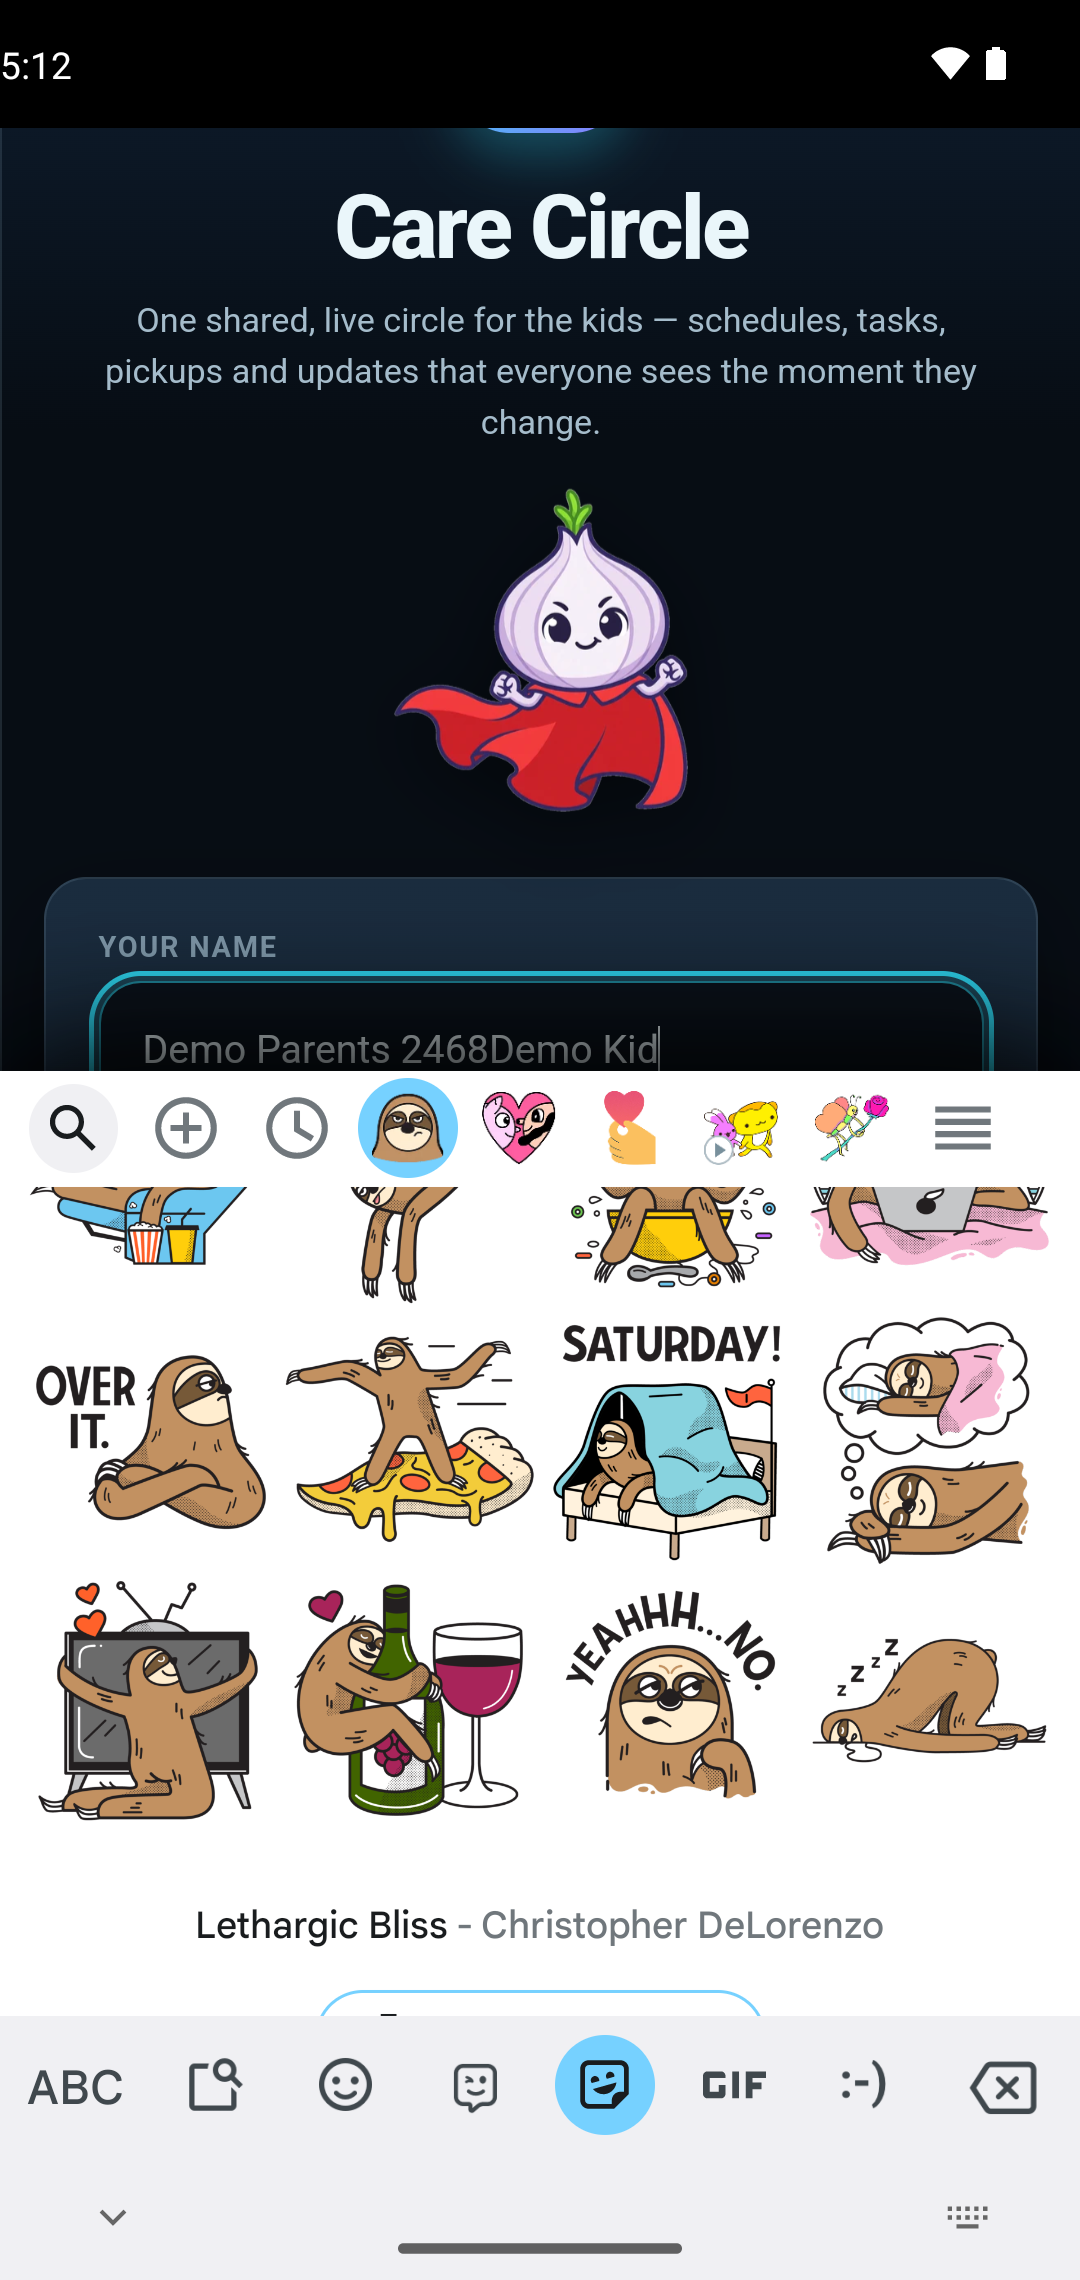 5:12
Care Circle
One shared, live circle for the kids — schedules, tasks,
pickups and updates that everyone sees the moment they
change.
YOUR NAME
Demo Parents 2468Demo Kid
OVER
IT.
SATURDAY!
YEAHHH...NO.
z z z z
Lethargic Bliss - Christopher DeLorenzo
ABC
GIF
:-)